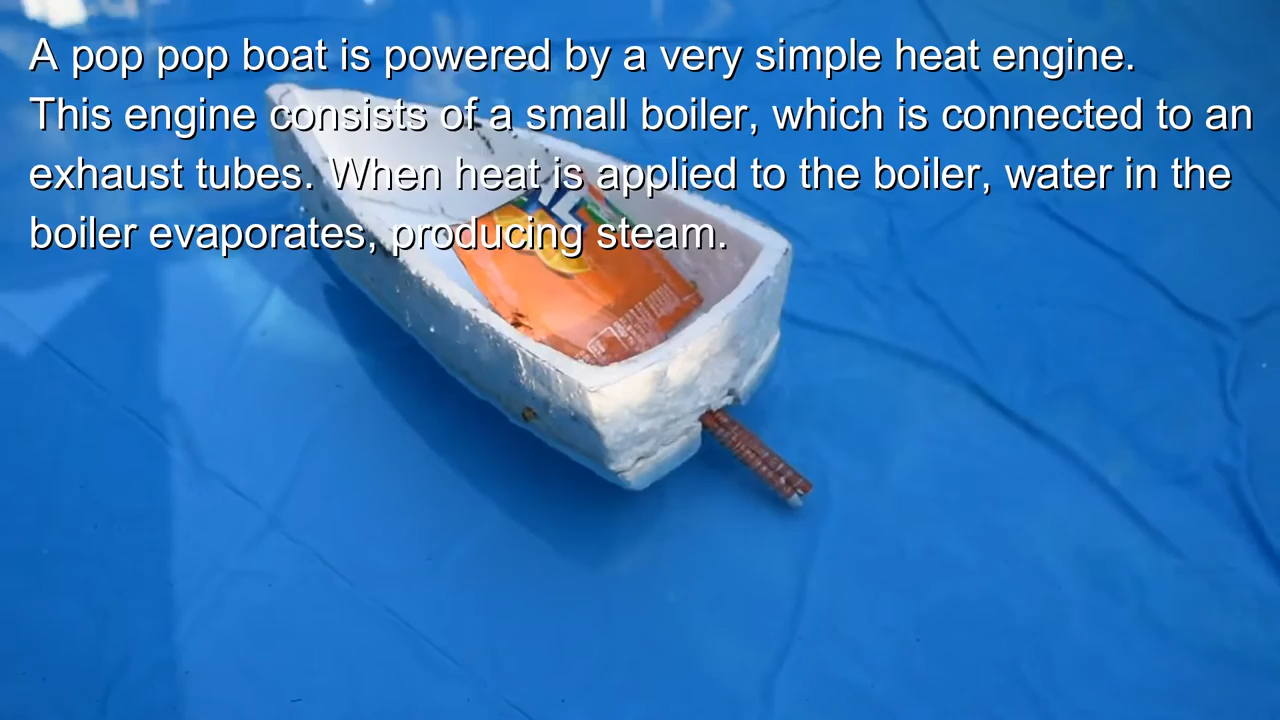 A pop pop boat is powered by a very simple heat engine.
This engine consists of a small boiler, which is connected to an
exhaust tubes. When heat is applied to the boiler, water in the
boiler evaporates, producing steam.